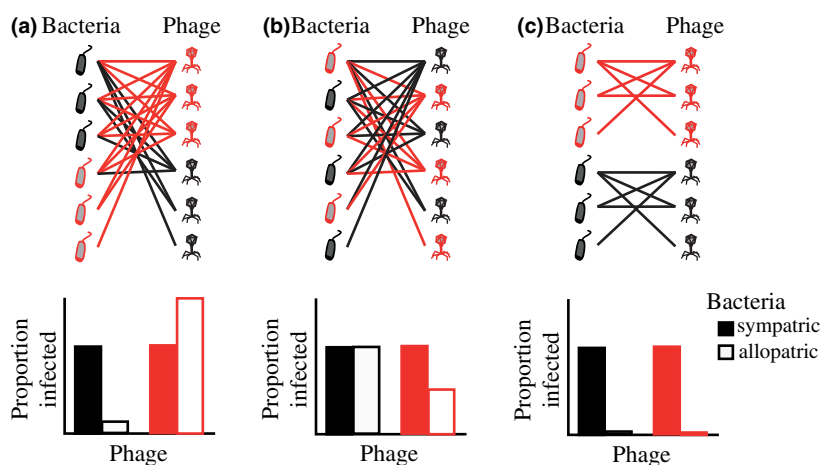 (a) Bacteria Phage
(b) Bacteria Phage
(c) Bacteria Phage
Proportion
infected
Phage
Proportion
infected
Phage
Proportion
infected
Phage
Bacteria
sympatric
allopatric